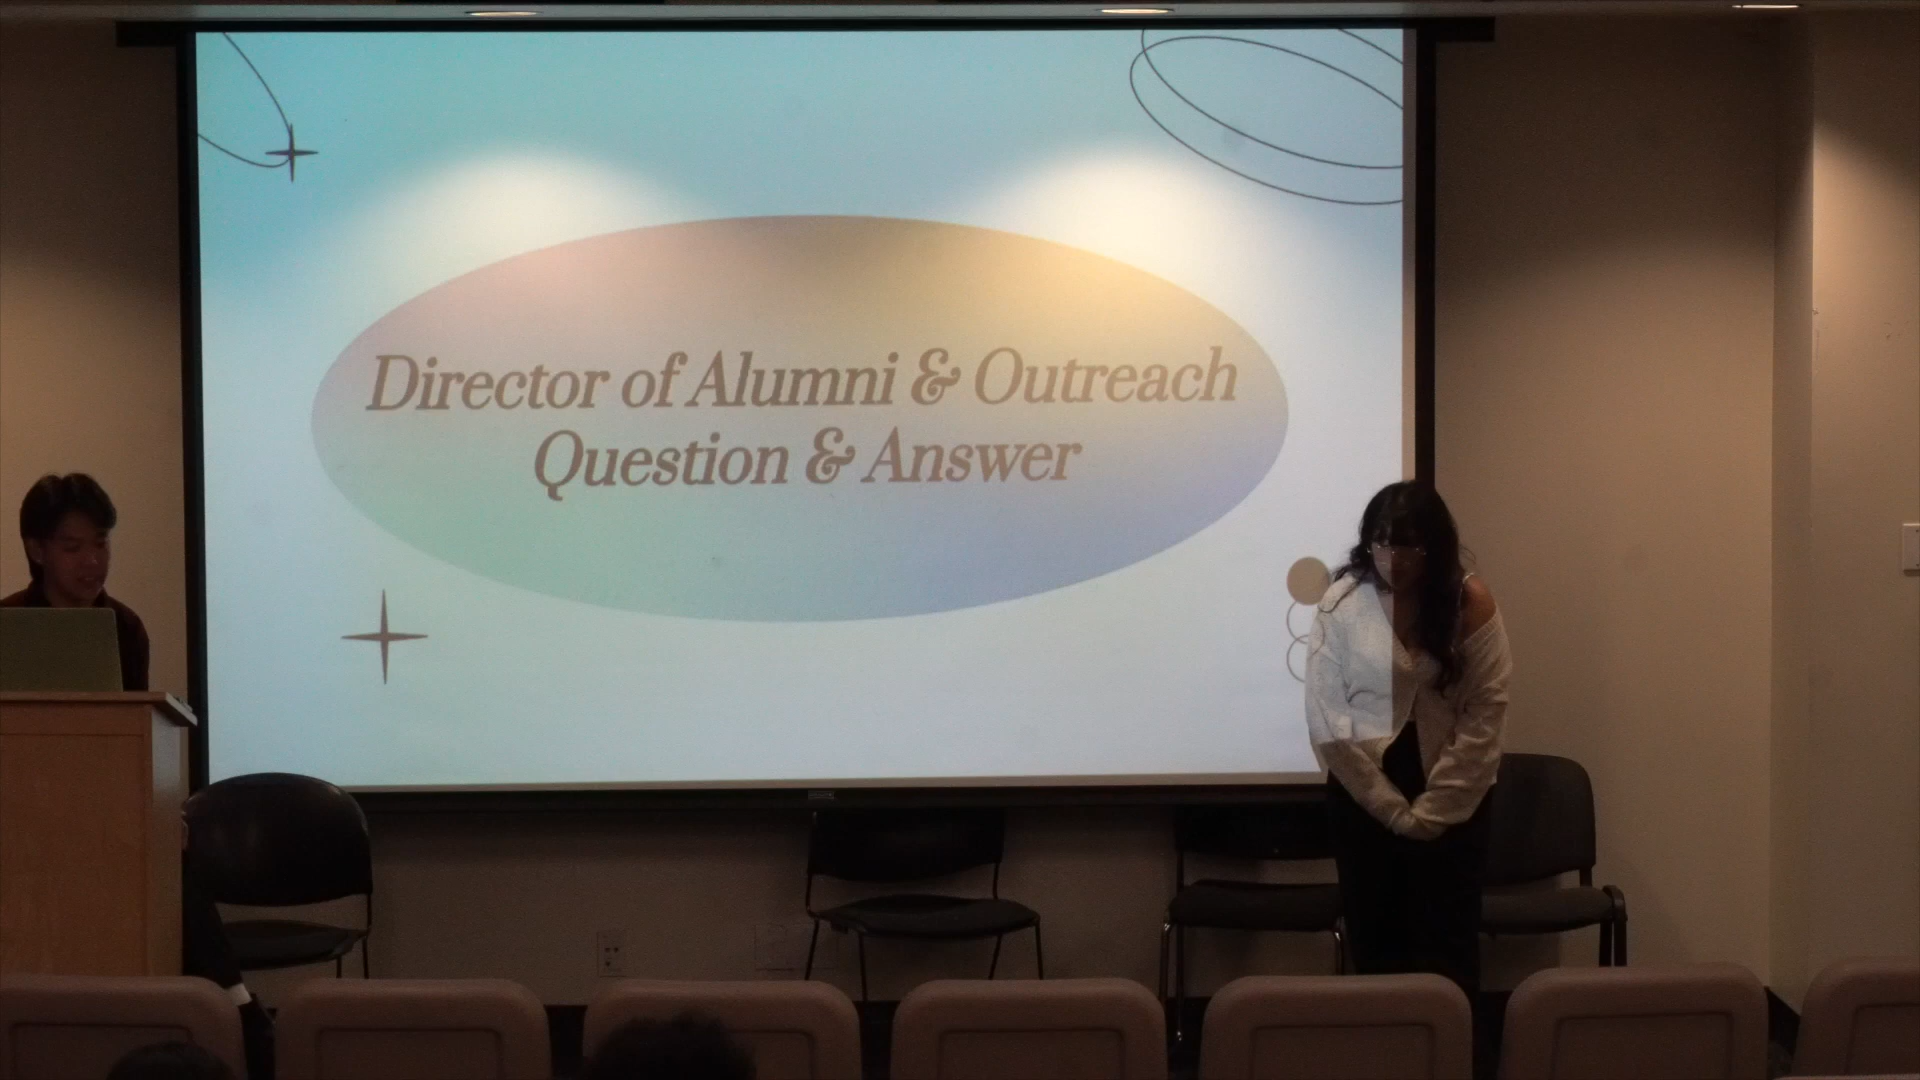 Director of Alumni & Outreach
Question & Answer